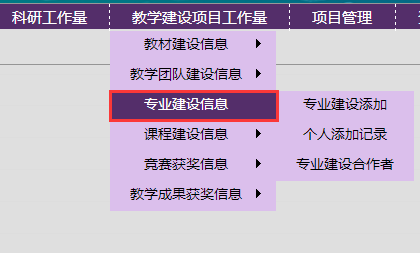 科研工作量 教学建设项目工作量 项目管理
教材建设信息
教学团队建设信息
专业建设信息 专业建设添加
课程建设信息 个人添加记录
竞赛获奖信息 专业建设合作者
教学成果获奖信息